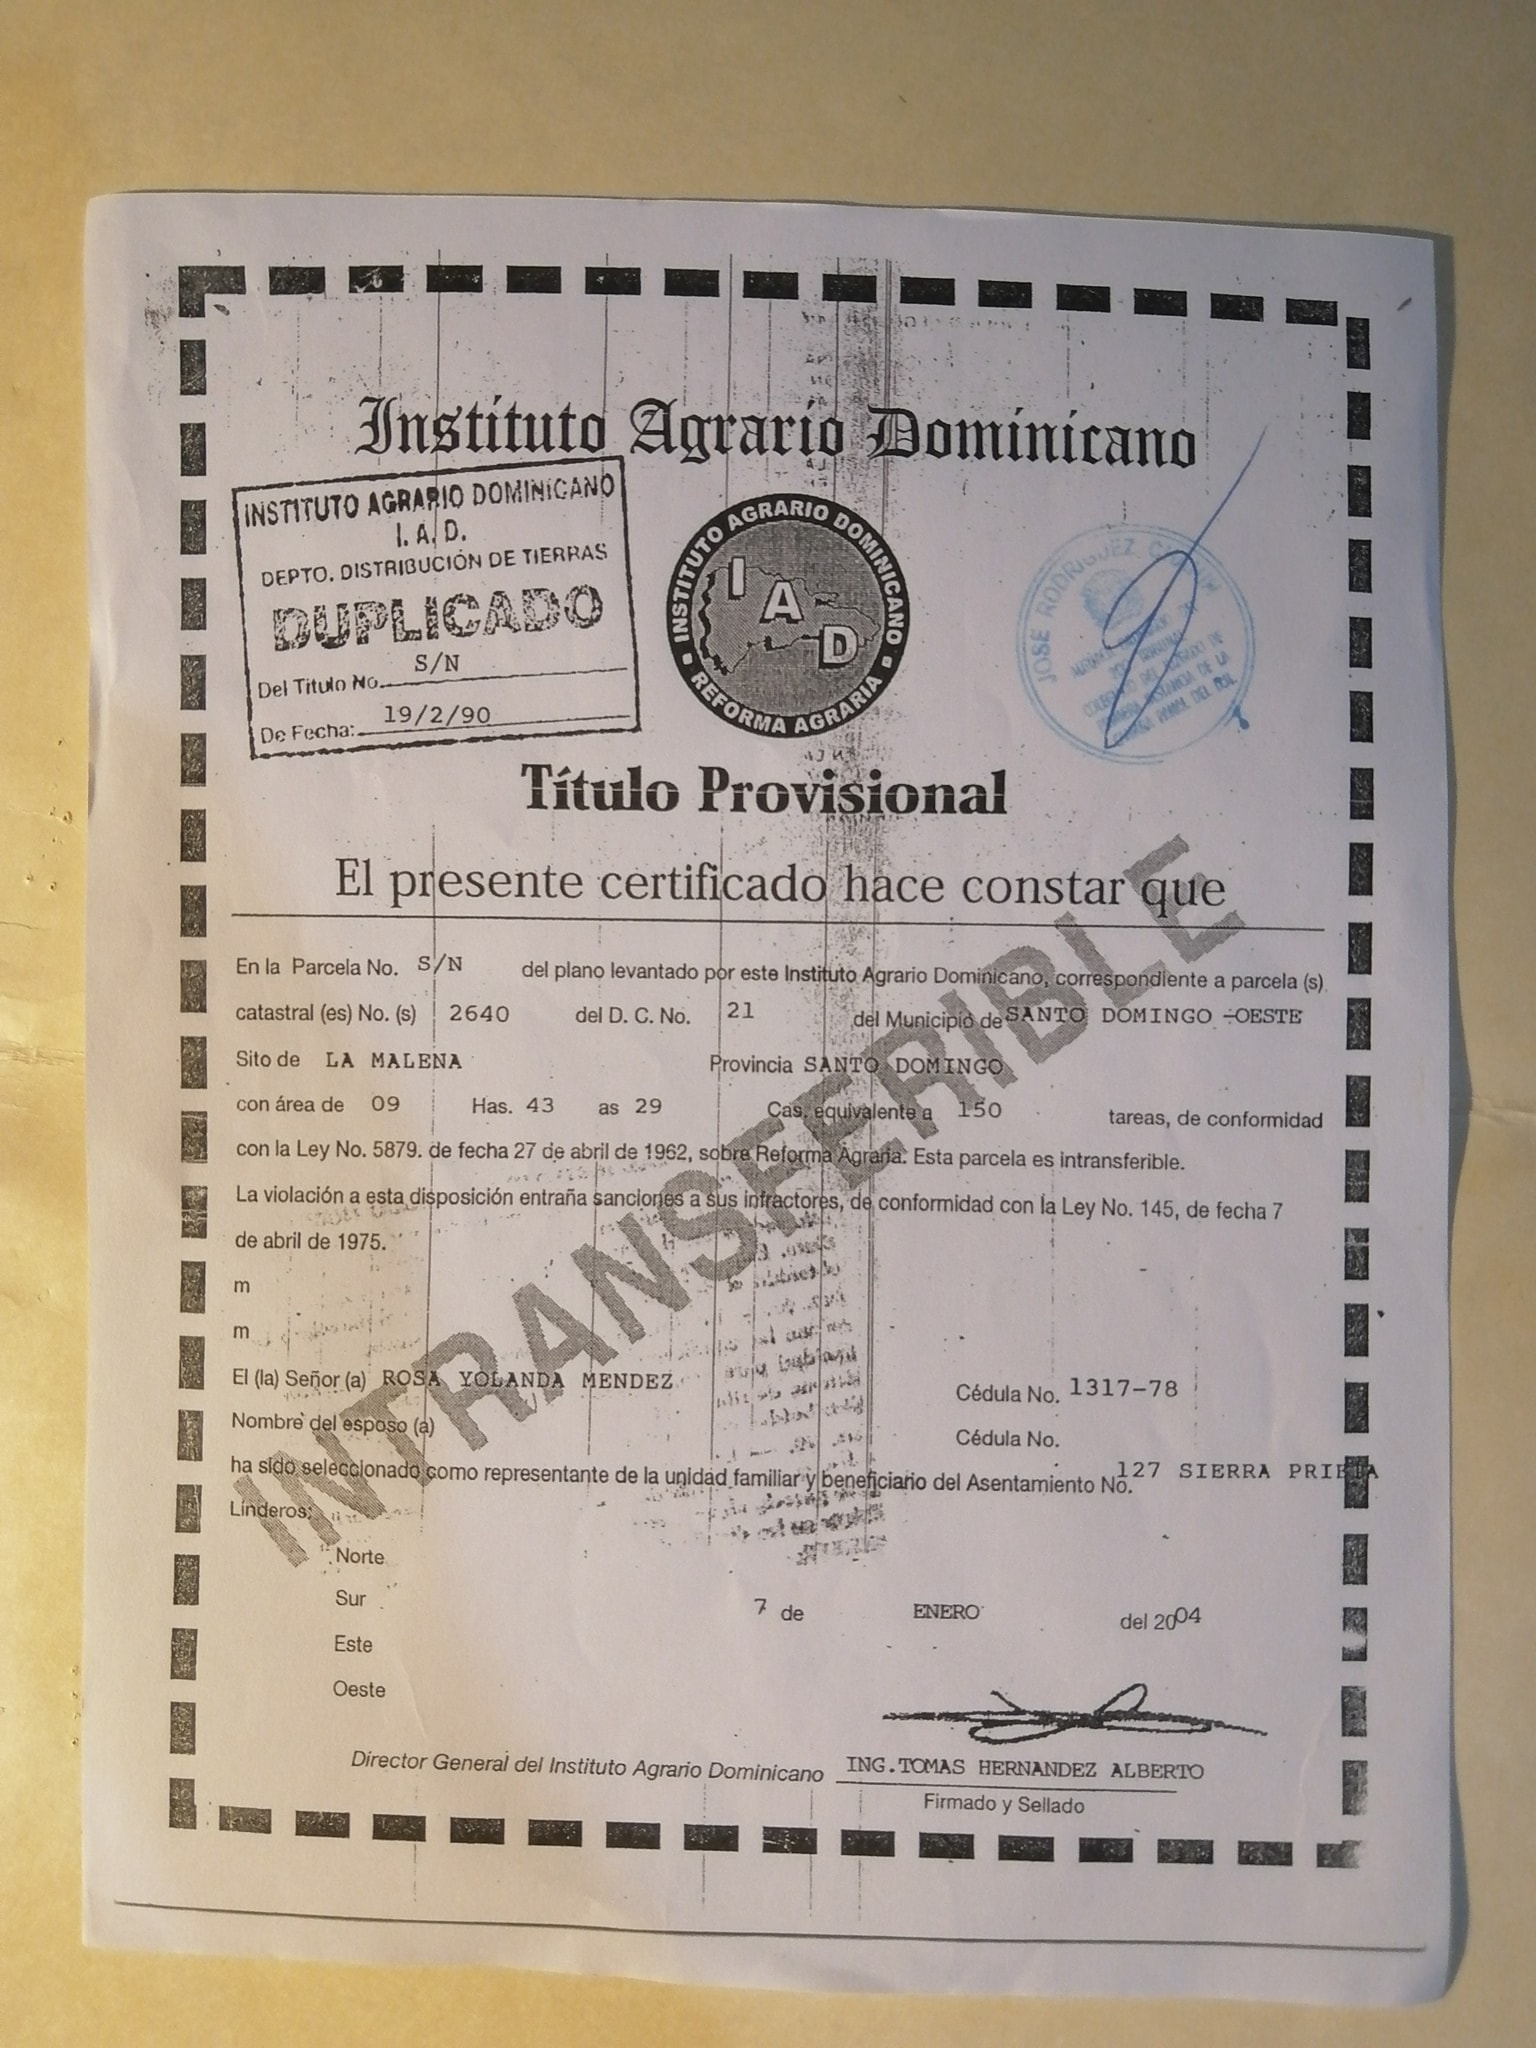 Instituto Agrario Dominicano
INSTITUTO AGRARIO DOMINICANO
I. A. D.
DEPTO. DISTRIBUCIÓN DE TIERRAS
DUPLICADO
Del Titulo No. S/N
De Fecha: 19/2/90
INSTITUTO AGRARIO DOMINICANO
I A D
REFORMA AGRARIA
JOSE RODRIGUEZ
Título Provisional
El presente certificado hace constar que
En la Parcela No. S/N del plano levantado por este Instituto Agrario Dominicano, correspondiente a parcela (s)
catastral (es) No. (s) 2640 del D. C. No. 21 del Municipio de SANTO DOMINGO -OESTE
Sito de LA MALENA Provincia SANTO DOMINGO
con área de 09 Has. 43 as 29 Cas. equivalente a 150 tareas, de conformidad
con la Ley No. 5879. de fecha 27 de abril de 1962, sobre Reforma Agraria. Esta parcela es intransferible.
La violación a esta disposición entraña sanciones a sus infractores, de conformidad con la Ley No. 145, de fecha 7
de abril de 1975.
m
m
INTRANSFERIBLE
El (la) Señor (a) ROSA YOLANDA MENDEZ Cédula No. 1317-78
Nombre del esposo (a) Cédula No.
ha sido seleccionado como representante de la unidad familiar y beneficiario del Asentamiento No. 127 SIERRA PRIETA
Linderos:
Norte
Sur 7 de ENERO del 2004
Este
Oeste
Director General del Instituto Agrario Dominicano ING.TOMAS HERNANDEZ ALBERTO
Firmado y Sellado